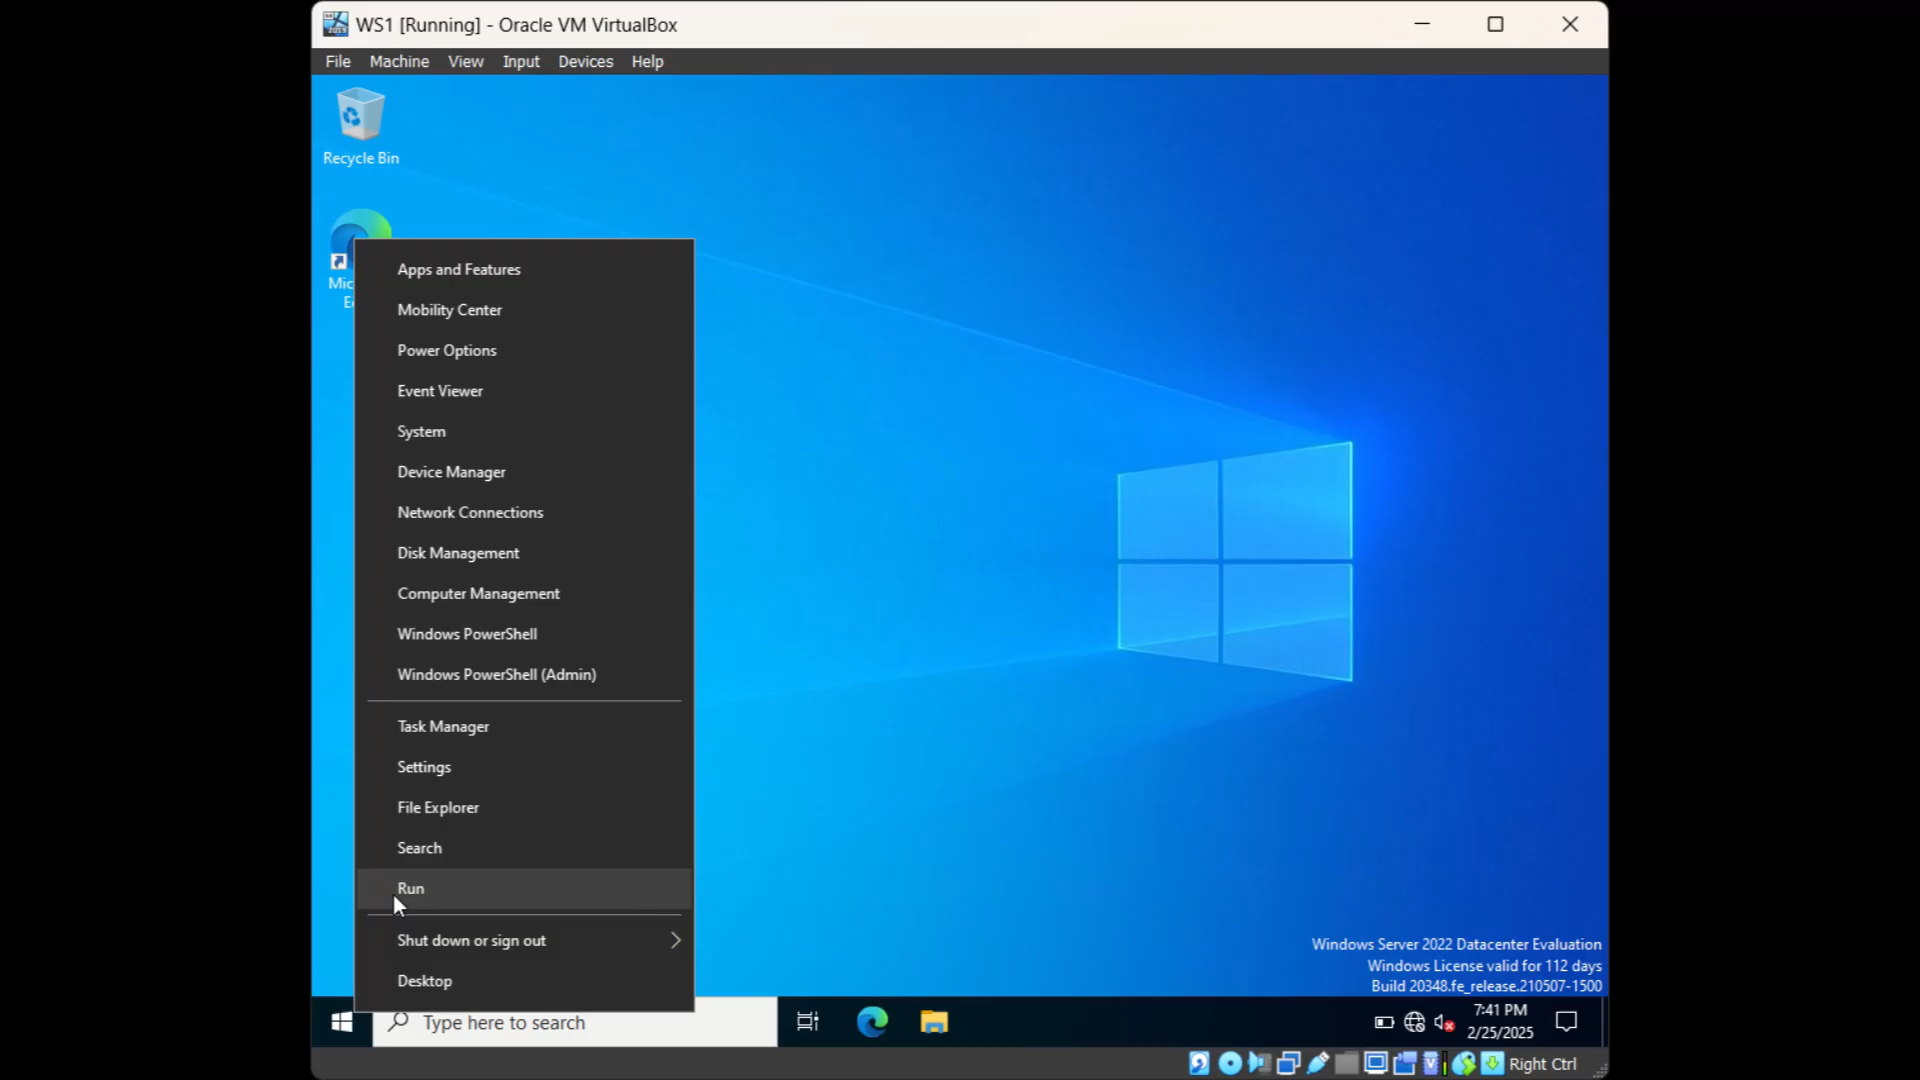 WS1 [Running] - Oracle VM VirtualBox
File Machine View Input Devices Help
Recycle Bin
Apps and Features
Mobility Center
Power Options
Event Viewer
System
Device Manager
Network Connections
Disk Management
Computer Management
Windows PowerShell
Windows PowerShell (Admin)
Task Manager
Settings
File Explorer
Search
Run
Shut down or sign out
Desktop
Windows Server 2022 Datacenter Evaluation
Windows License valid for 112 days
Build 20348.fe_release.210507-1500
Type here to search
7:41 PM
2/25/2025
Right Ctrl